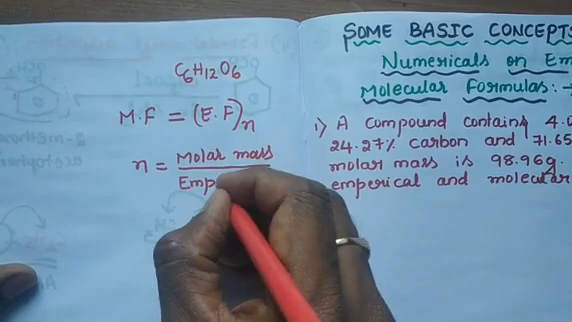 C6H12O6
M.F = (E.F)n
n = Molar mass
Emp
SOME BASIC CONCEPTS
Numericals on Em
Molecular Formulas:-
1) A compound contains 4.0
24.27% carbon and 71.65
molar mass is 98.96g.
emperical and molecular